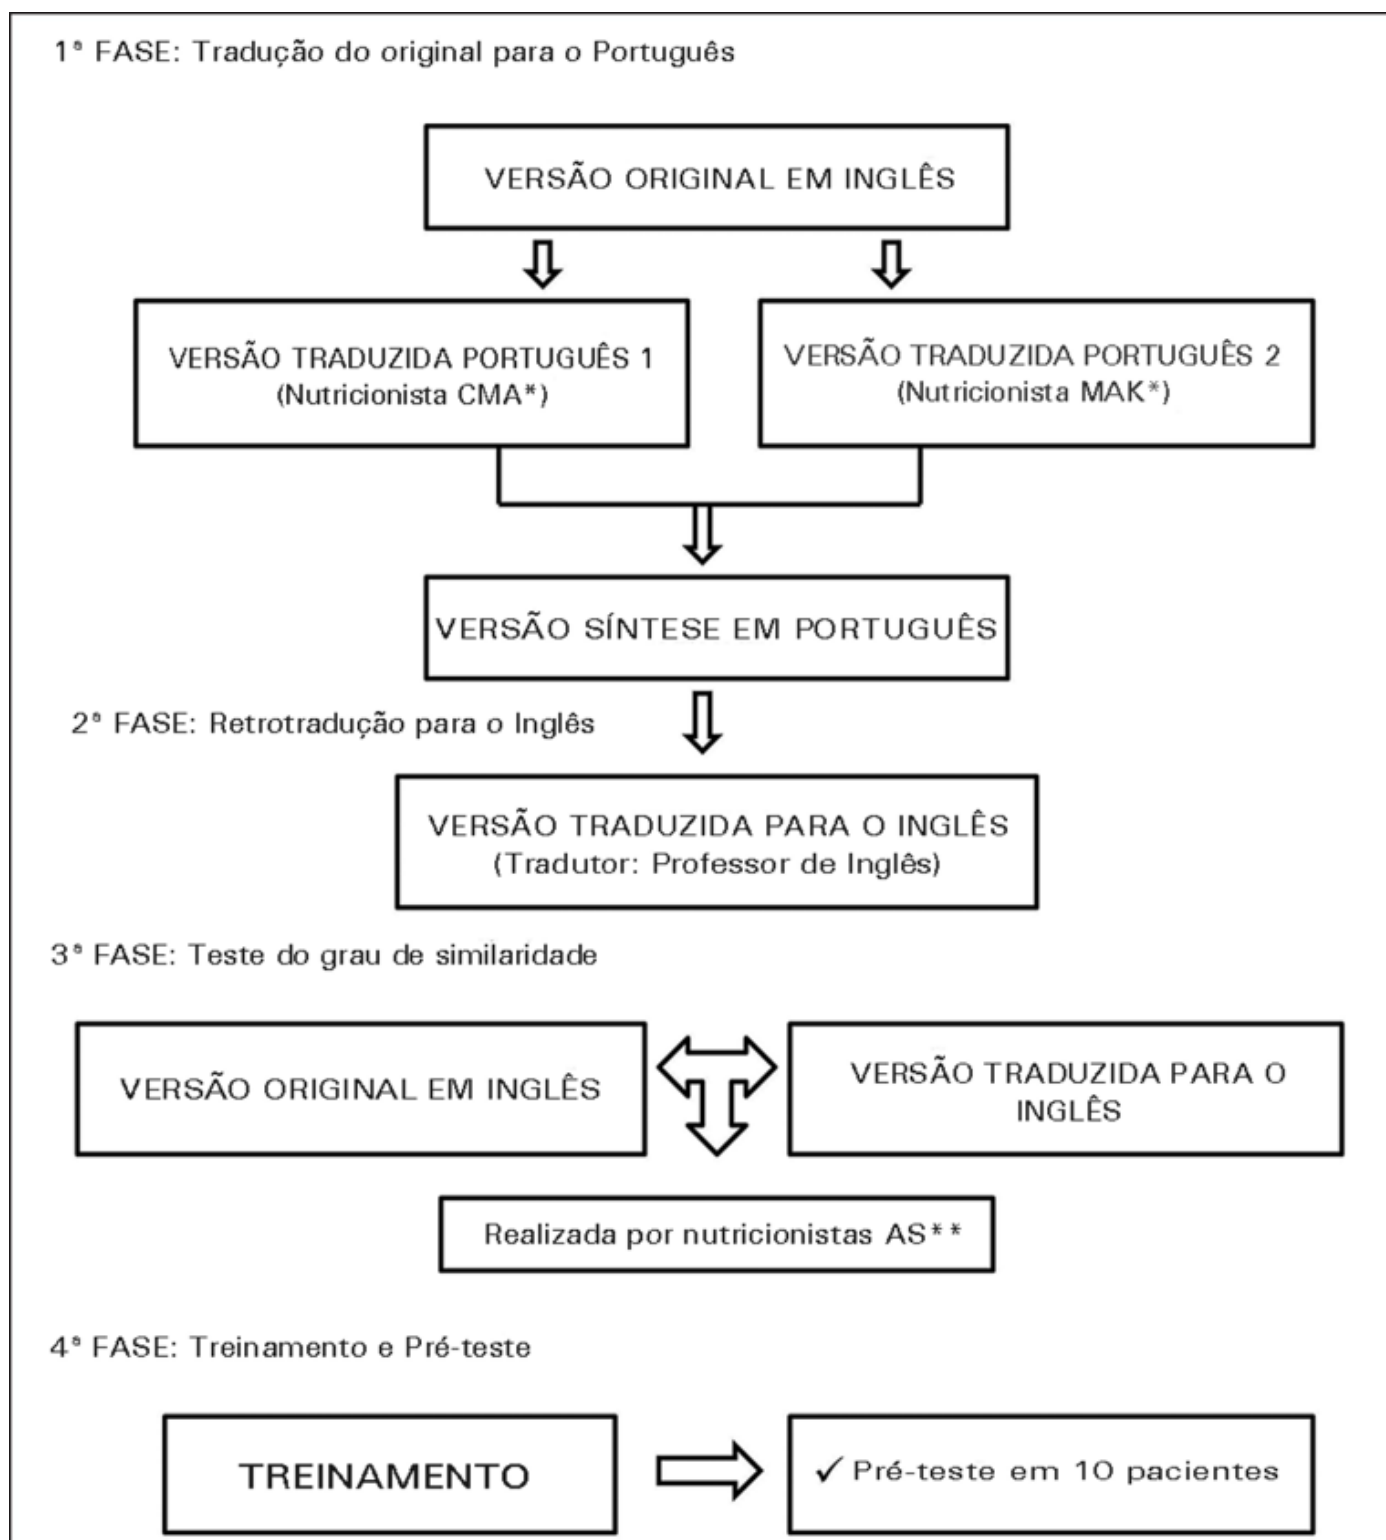 1ª FASE: Tradução do original para o Português
VERSÃO ORIGINAL EM INGLÊS
VERSÃO TRADUZIDA PORTUGUÊS 1
(Nutricionista CMA*)
VERSÃO TRADUZIDA PORTUGUÊS 2
(Nutricionista MAK*)
VERSÃO SÍNTESE EM PORTUGUÊS
2ª FASE: Retrotradução para o Inglês
VERSÃO TRADUZIDA PARA O INGLÊS
(Tradutor: Professor de Inglês)
3ª FASE: Teste do grau de similaridade
VERSÃO ORIGINAL EM INGLÊS
VERSÃO TRADUZIDA PARA O
INGLÊS
Realizada por nutricionistas AS**
4ª FASE: Treinamento e Pré-teste
TREINAMENTO
✓ Pré-teste em 10 pacientes